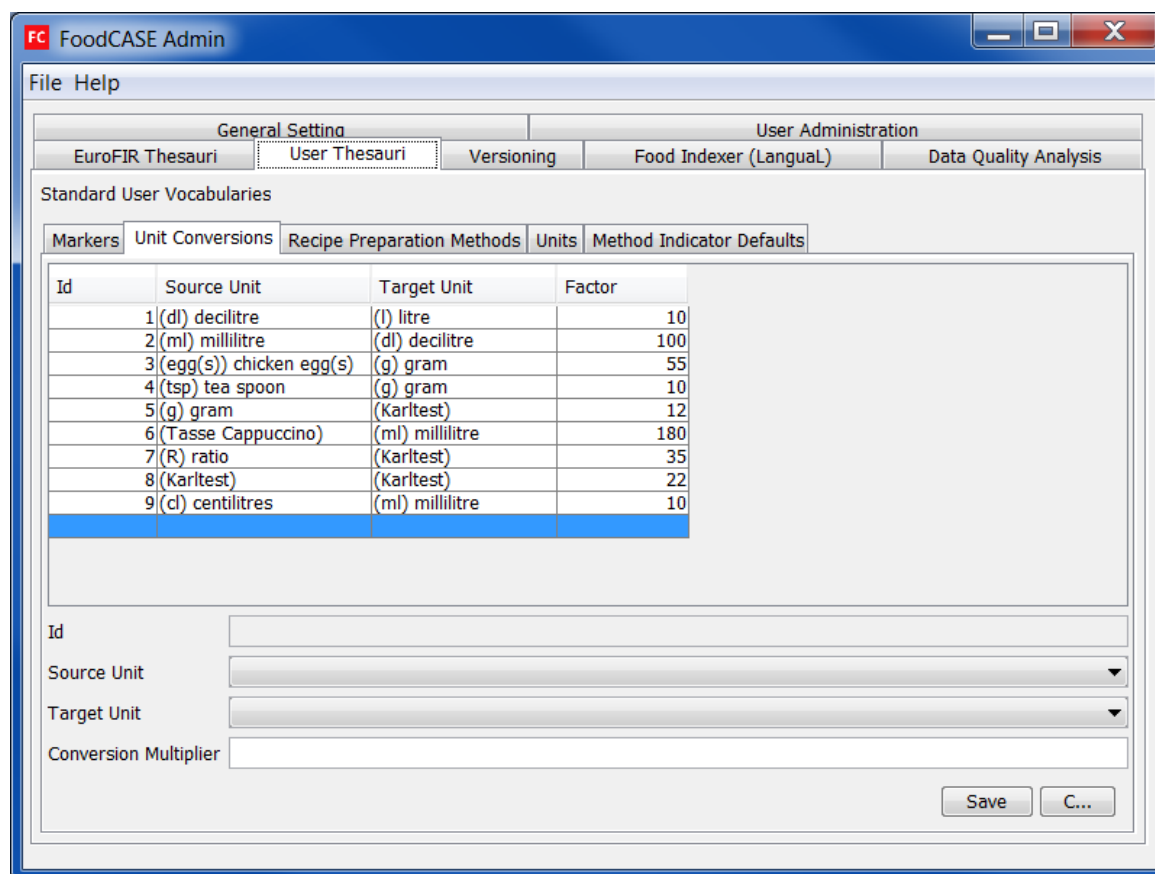 FC FoodCASE Admin
File Help
General Setting User Administration
EuroFIR Thesauri User Thesauri Versioning Food Indexer (LanguaL) Data Quality Analysis
Standard User Vocabularies
Markers Unit Conversions Recipe Preparation Methods Units Method Indicator Defaults
Id Source Unit Target Unit Factor
1 (dl) decilitre (l) litre 10
2 (ml) millilitre (dl) decilitre 100
3 (egg(s)) chicken egg(s) (g) gram 55
4 (tsp) tea spoon (g) gram 10
5 (g) gram (Karltest) 12
6 (Tasse Cappuccino) (ml) millilitre 180
7 (R) ratio (Karltest) 35
8 (Karltest) (Karltest) 22
9 (cl) centilitres (ml) millilitre 10
Id
Source Unit
Target Unit
Conversion Multiplier
Save C...